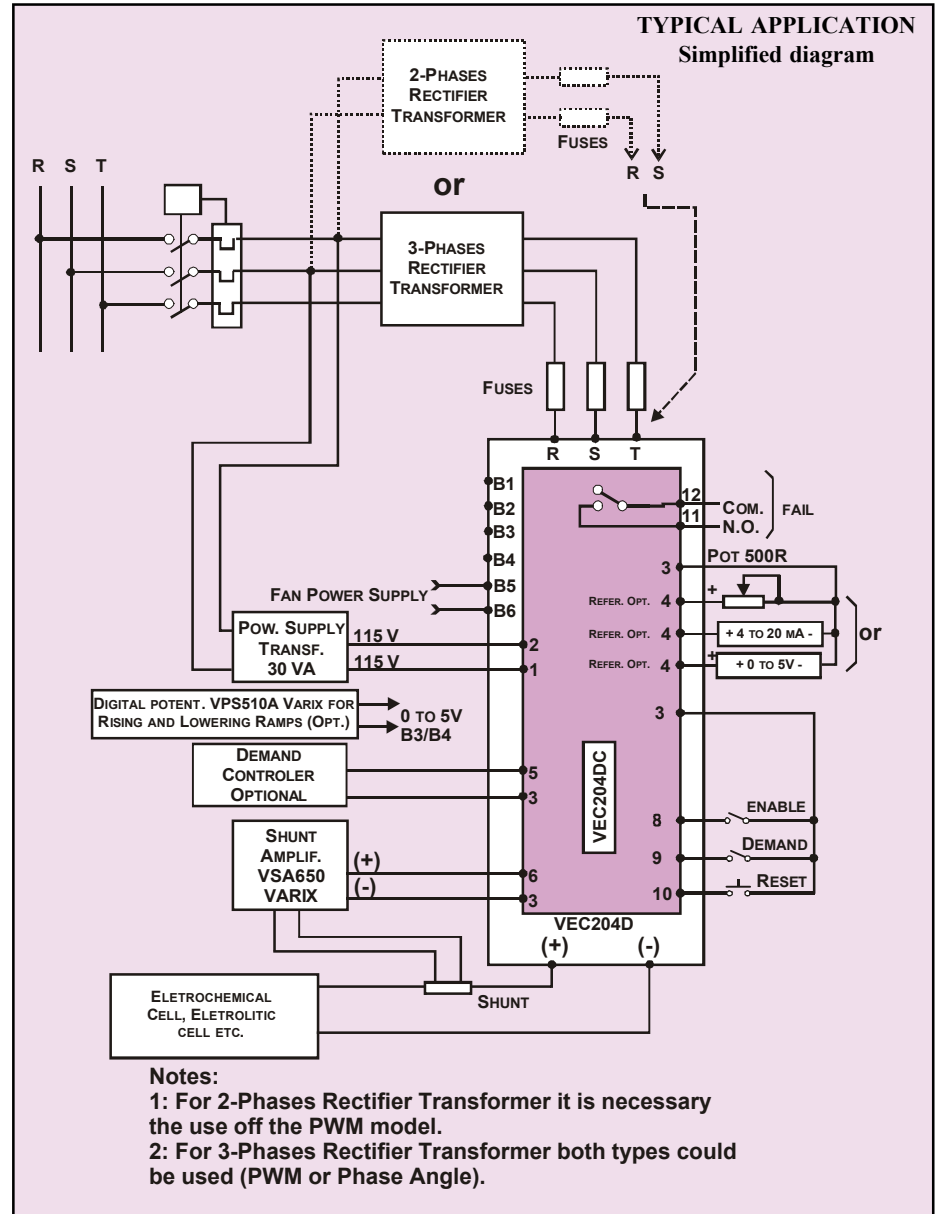 TYPICAL APPLICATION
Simplified diagram
2-PHASES
RECTIFIER
TRANSFORMER
FUSES
R S
R S T
or
3-PHASES
RECTIFIER
TRANSFORMER
FUSES
R S T
B1
B2
B3
B4
B5
B6
FAN POWER SUPPLY
12
COM.
11
N.O.
FAIL
POT 500R
3
REFER. OPT. 4 +
REFER. OPT. 4 + 4 TO 20 MA -
REFER. OPT. 4 + + 0 TO 5V -
or
POW. SUPPLY
TRANSF.
30 VA
115 V 2
115 V 1
DIGITAL POTENT. VPS510A VARIX FOR
RISING AND LOWERING RAMPS (OPT.)
0 TO 5V
B3/B4
3
DEMAND
CONTROLER
OPTIONAL
5
3
VEC204DC
8 ENABLE
9 DEMAND
10 RESET
SHUNT
AMPLIF.
VSA650
VARIX
(+) 6
(-) 3
VEC204D
(+) (-)
SHUNT
ELETROCHEMICAL
CELL, ELETROLITIC
CELL ETC.
Notes:
1: For 2-Phases Rectifier Transformer it is necessary
the use off the PWM model.
2: For 3-Phases Rectifier Transformer both types could
be used (PWM or Phase Angle).